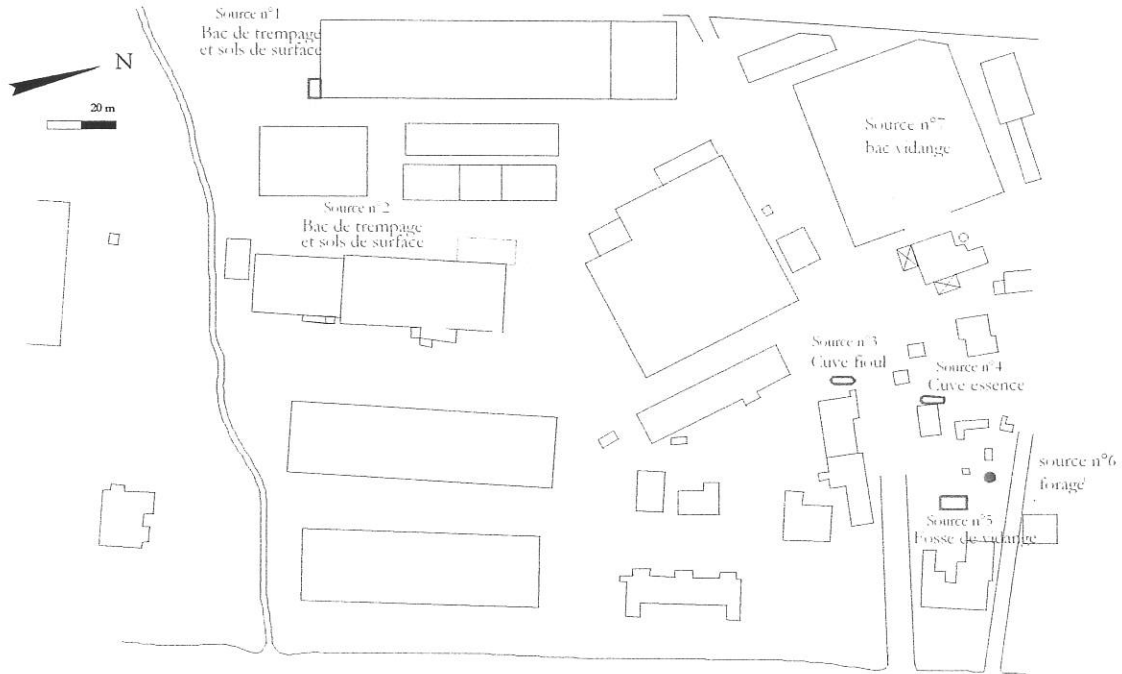 Source n°1
Bac de trempage
et sols de surface
N
20 m
Source n°7
bac vidange
Source n°2
Bac de trempage
et sols de surface
Source n°3
Cuve fioul
Source n°4
Cuve essence
source n°6
forage
Source n°5
Fosse de vidange